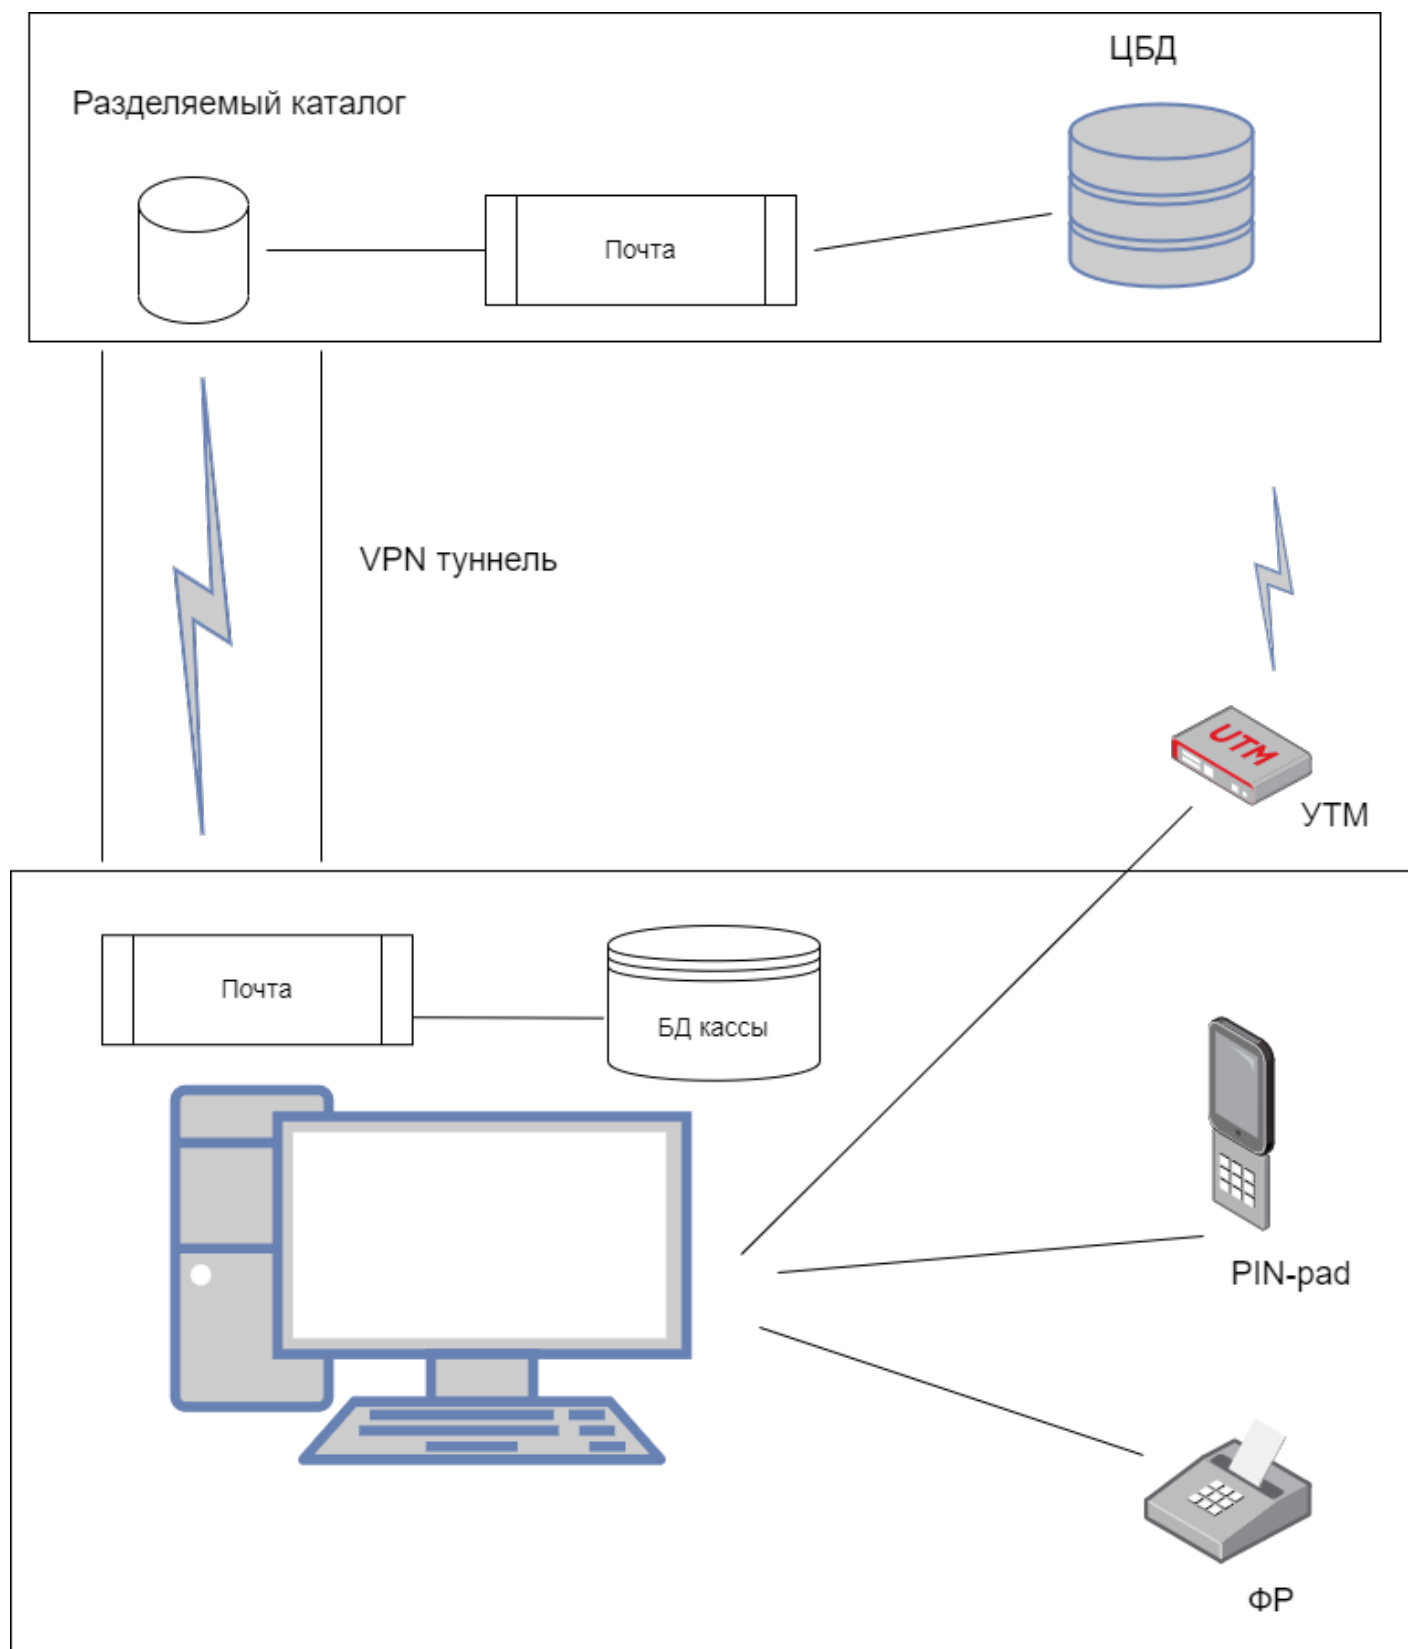 ЦБД
Разделяемый каталог
Почта
VPN туннель
UTM
УТМ
Почта
БД кассы
PIN-pad
ФР